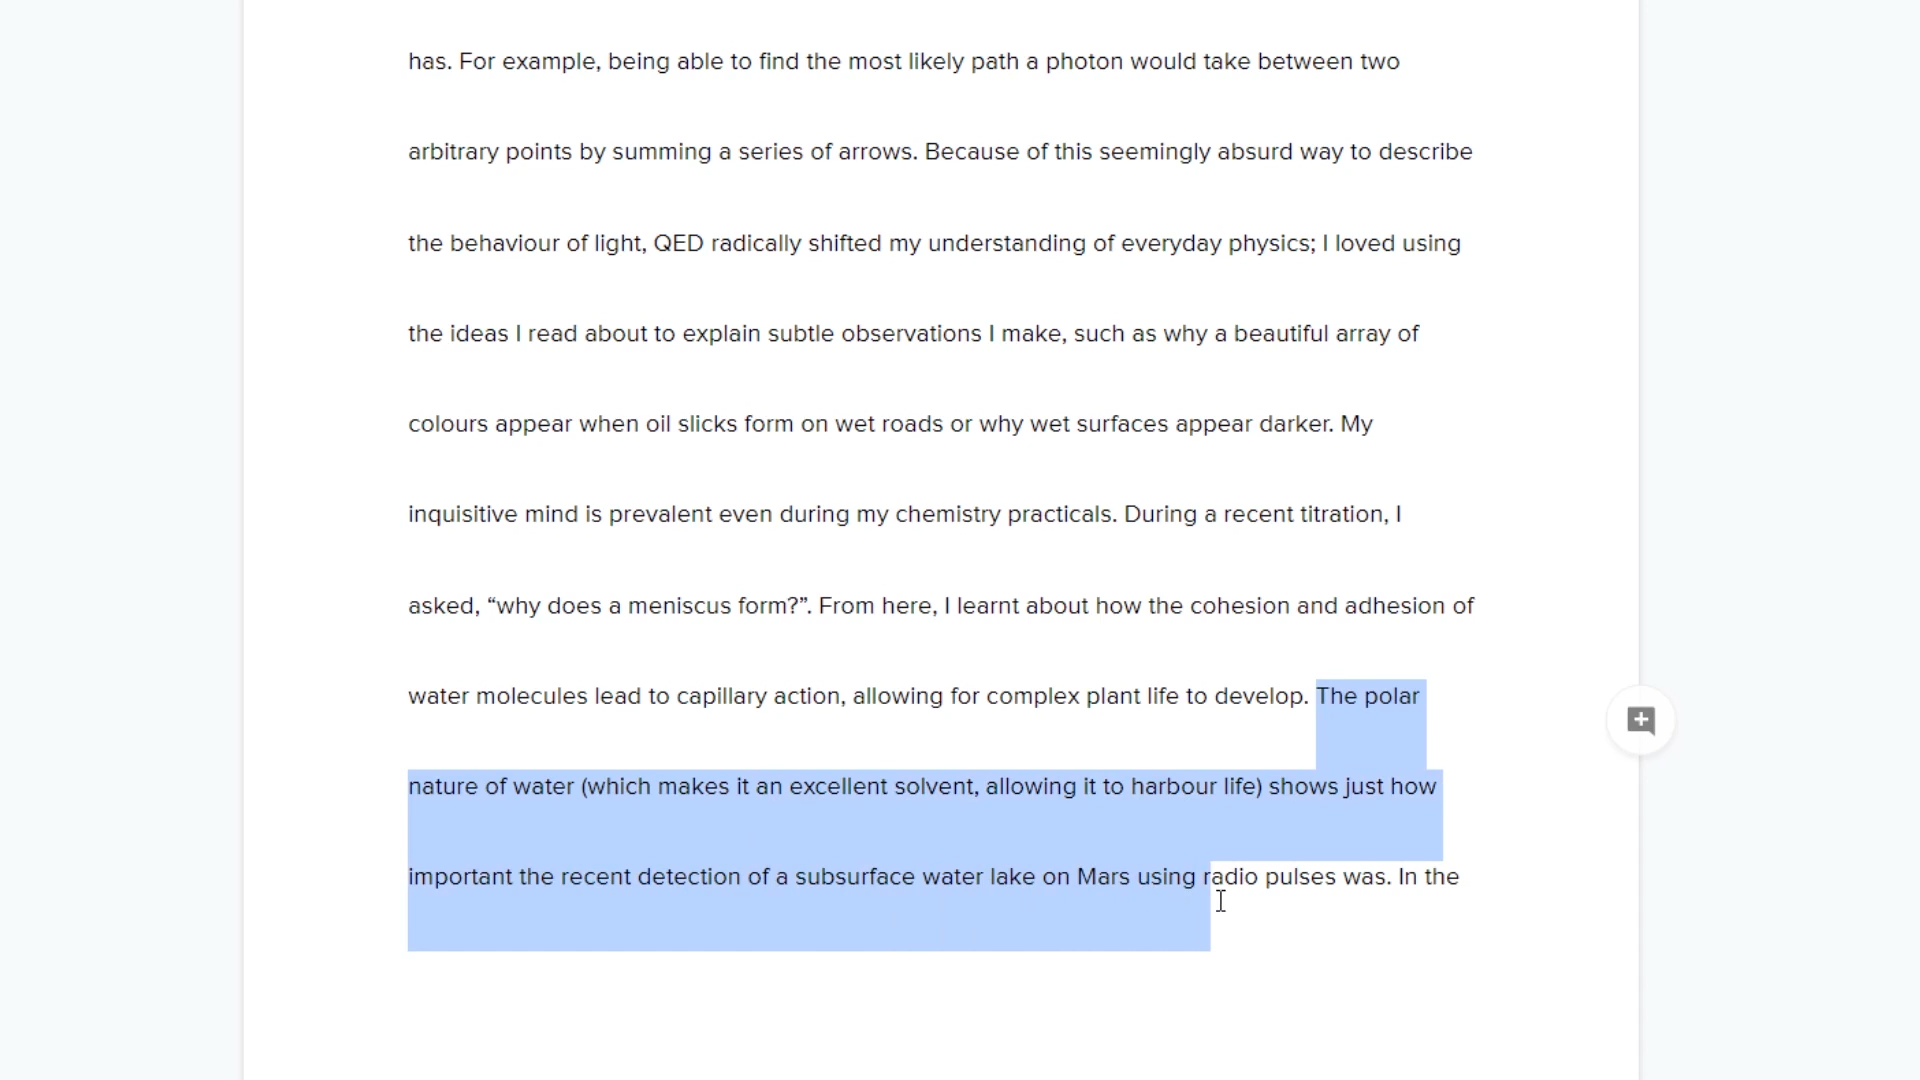 has. For example, being able to find the most likely path a photon would take between two
arbitrary points by summing a series of arrows. Because of this seemingly absurd way to describe
the behaviour of light, QED radically shifted my understanding of everyday physics; I loved using
the ideas I read about to explain subtle observations I make, such as why a beautiful array of
colours appear when oil slicks form on wet roads or why wet surfaces appear darker. My
inquisitive mind is prevalent even during my chemistry practicals. During a recent titration, I
asked, “why does a meniscus form?”. From here, I learnt about how the cohesion and adhesion of
water molecules lead to capillary action, allowing for complex plant life to develop. The polar
nature of water (which makes it an excellent solvent, allowing it to harbour life) shows just how
important the recent detection of a subsurface water lake on Mars using radio pulses was. In the